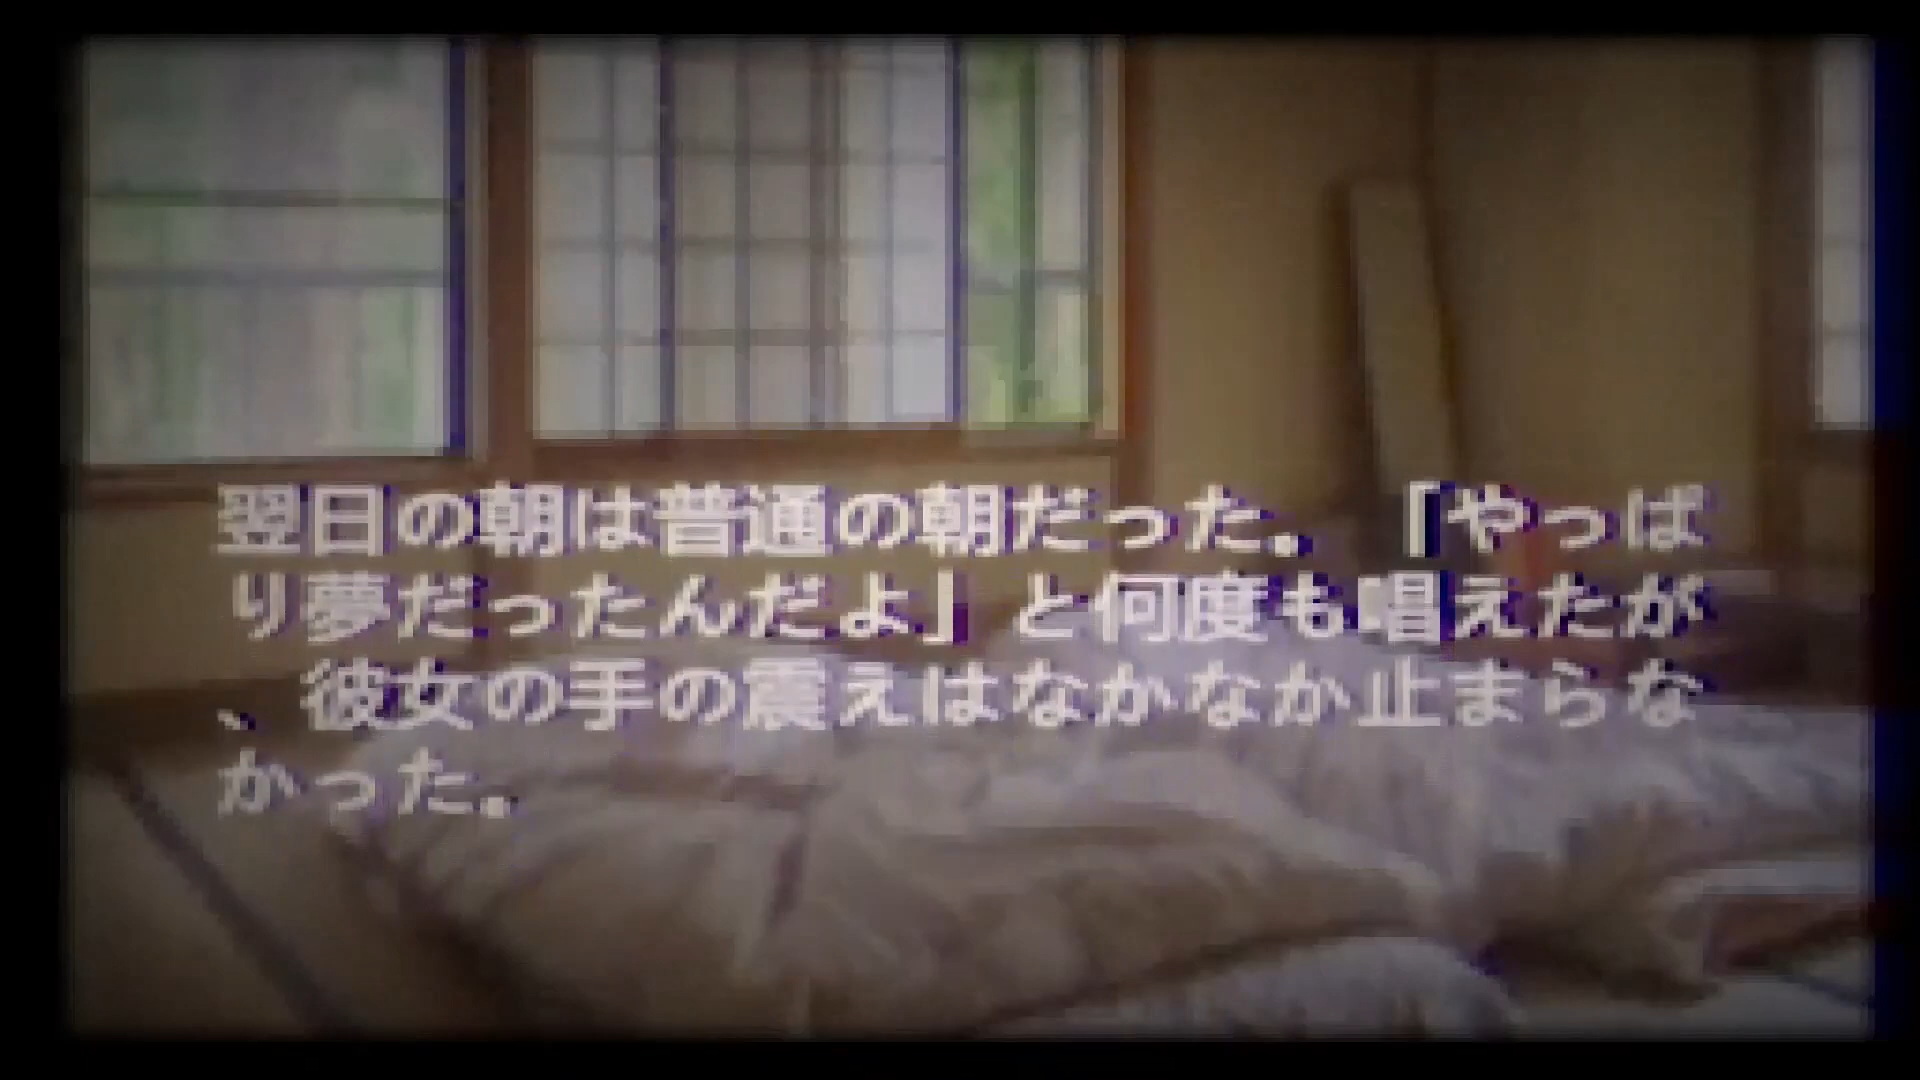 翌日の朝は普通の朝だった。「やっぱ
り夢だったんだよ」と何度も唱えたが
、彼女の手の震えはなかなか止まらな
かった。